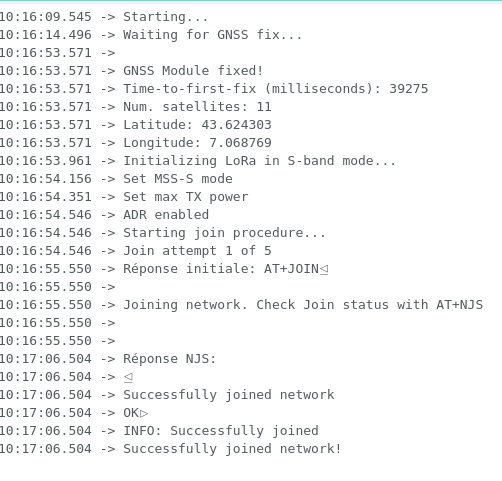 10:16:09.545 -> Starting...
10:16:14.496 -> Waiting for GNSS fix...
10:16:53.571 ->
10:16:53.571 -> GNSS Module fixed!
10:16:53.571 -> Time-to-first-fix (milliseconds): 39275
10:16:53.571 -> Num. satellites: 11
10:16:53.571 -> Latitude: 43.624303
10:16:53.571 -> Longitude: 7.068769
10:16:53.961 -> Initializing LoRa in S-band mode...
10:16:54.156 -> Set MSS-S mode
10:16:54.351 -> Set max TX power
10:16:54.546 -> ADR enabled
10:16:54.546 -> Starting join procedure...
10:16:54.546 -> Join attempt 1 of 5
10:16:55.550 -> Réponse initiale: AT+JOIN⊴
10:16:55.550 ->
10:16:55.550 -> Joining network. Check Join status with AT+NJS
10:16:55.550 ->
10:16:55.550 ->
10:17:06.504 -> Réponse NJS:
10:17:06.504 -> ⊴
10:17:06.504 -> Successfully joined network
10:17:06.504 -> OK▷
10:17:06.504 -> INFO: Successfully joined
10:17:06.504 -> Successfully joined network!